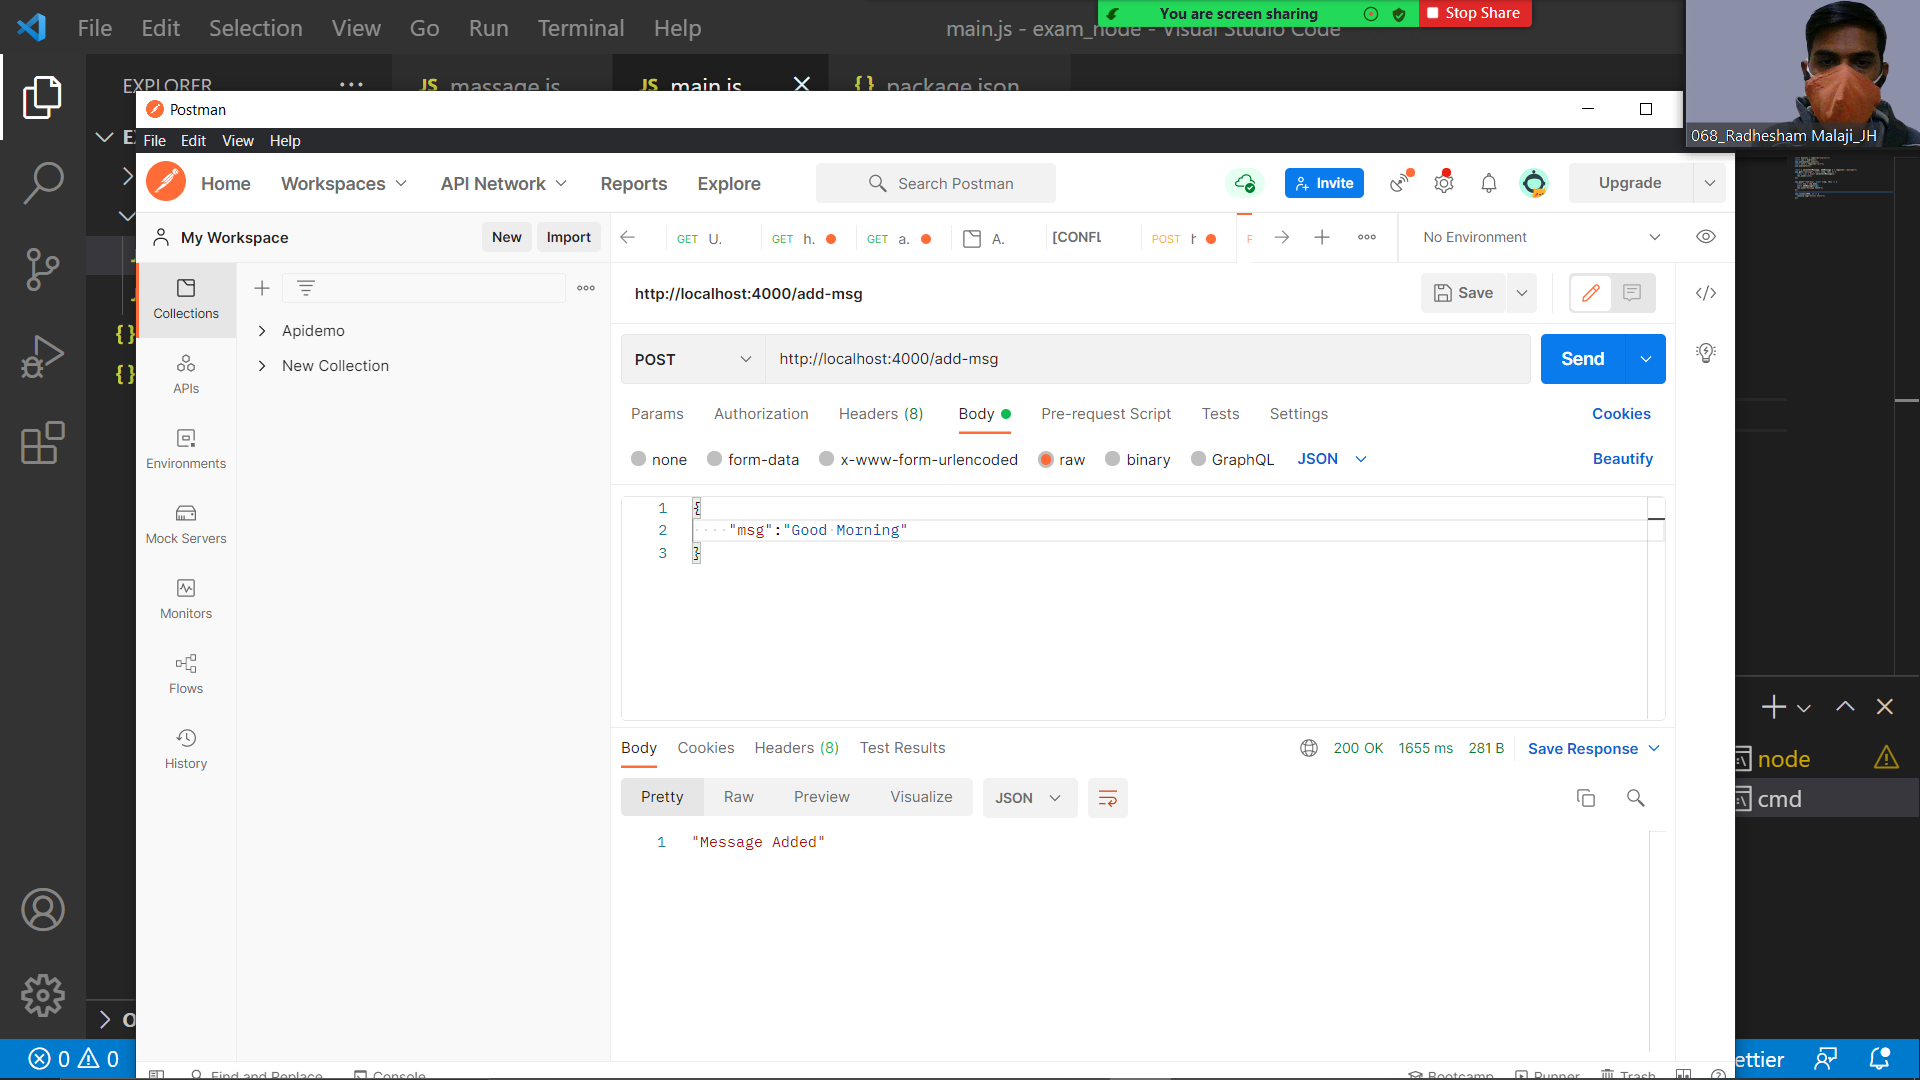 File Edit Selection View Go Run Terminal Help
main.js - exam_node - Visual Studio Code
You are screen sharing
Stop Share
EXPLORER
JS massage.js
JS main.js
{} package.json
068_Radhesham Malaji_JH
Postman
File Edit View Help
Home Workspaces API Network Reports Explore
Search Postman
Invite
Upgrade
My Workspace
New Import
GET U.
GET h.
GET a.
A.
[CONFL
POST
No Environment
Collections
APIs
Environments
Mock Servers
Monitors
Flows
History
Apidemo
New Collection
http://localhost:4000/add-msg
Save
POST
http://localhost:4000/add-msg
Send
Params Authorization Headers (8) Body Pre-request Script Tests Settings Cookies
none form-data x-www-form-urlencoded raw binary GraphQL JSON Beautify
1 {
2 "msg":"Good Morning"
3 }
Body Cookies Headers (8) Test Results
200 OK 1655 ms 281 B Save Response
Pretty Raw Preview Visualize JSON
1 "Message Added"
node
cmd
0 0
ettier
Find and Replace Console
Bootcamp Runner Trash